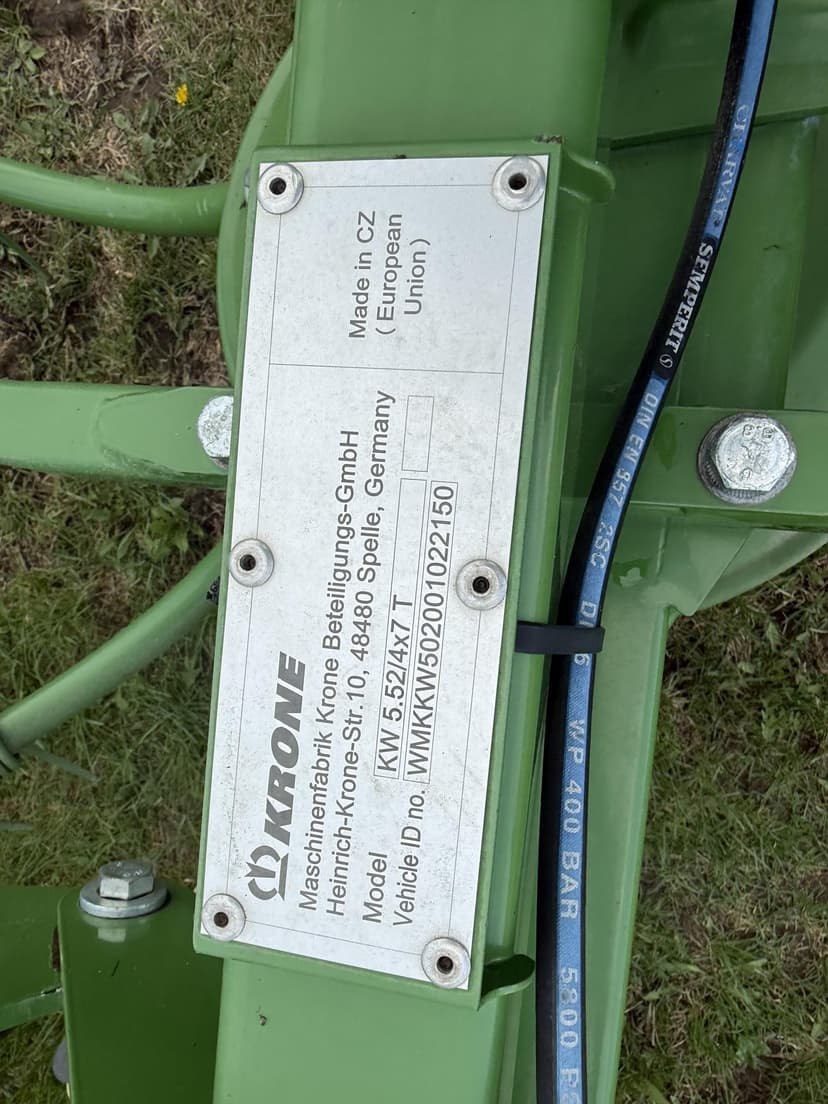 KRONE
Maschinenfabrik Krone Beteiligungs-GmbH
Heinrich-Krone-Str.10, 48480 Spelle, Germany
Model KW 5.52/4x7 T
Vehicle ID no. WMKKW502001022150
Made in CZ
( European
Union )
SEMPERIT S DIN EN 857 2SC WP 400 BAR 5800